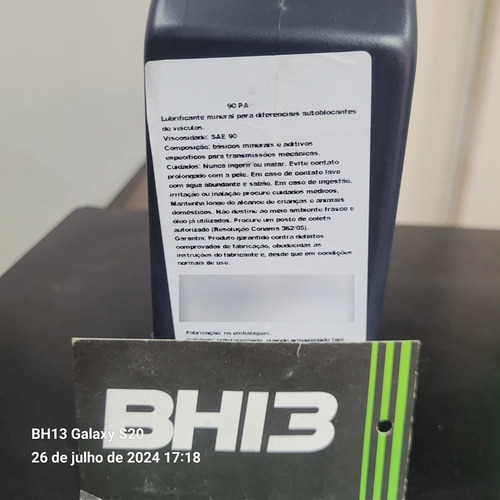 90 PA
Lubrificante mineral para diferenciais autoblocantes
de veículos.
Viscosidade: SAE 90
Composição: básicos minerais e aditivos
específicos para transmissões mecânicas.
Cuidados: Nunca ingerir ou inalar. Evite contato
prolongado com a pele. Em caso de contato lave
com água abundante e sabão. Em caso de ingestão,
irritação ou inalação procure cuidados médicos.
Mantenha longe do alcance de crianças e animais
domésticos. Não destine ao meio ambiente frasco e
óleo já utilizados. Procure um posto de coleta
autorizado (Resolução Conama 362/05).
Garantia: Produto garantido contra defeitos
comprovados de fabricação, obedecidas as
instruções do fabricante e, desde que em condições
normais de uso.
Fabricação: na embalagem.
BH13
BH13 Galaxy S20
26 de julho de 2024 17:18